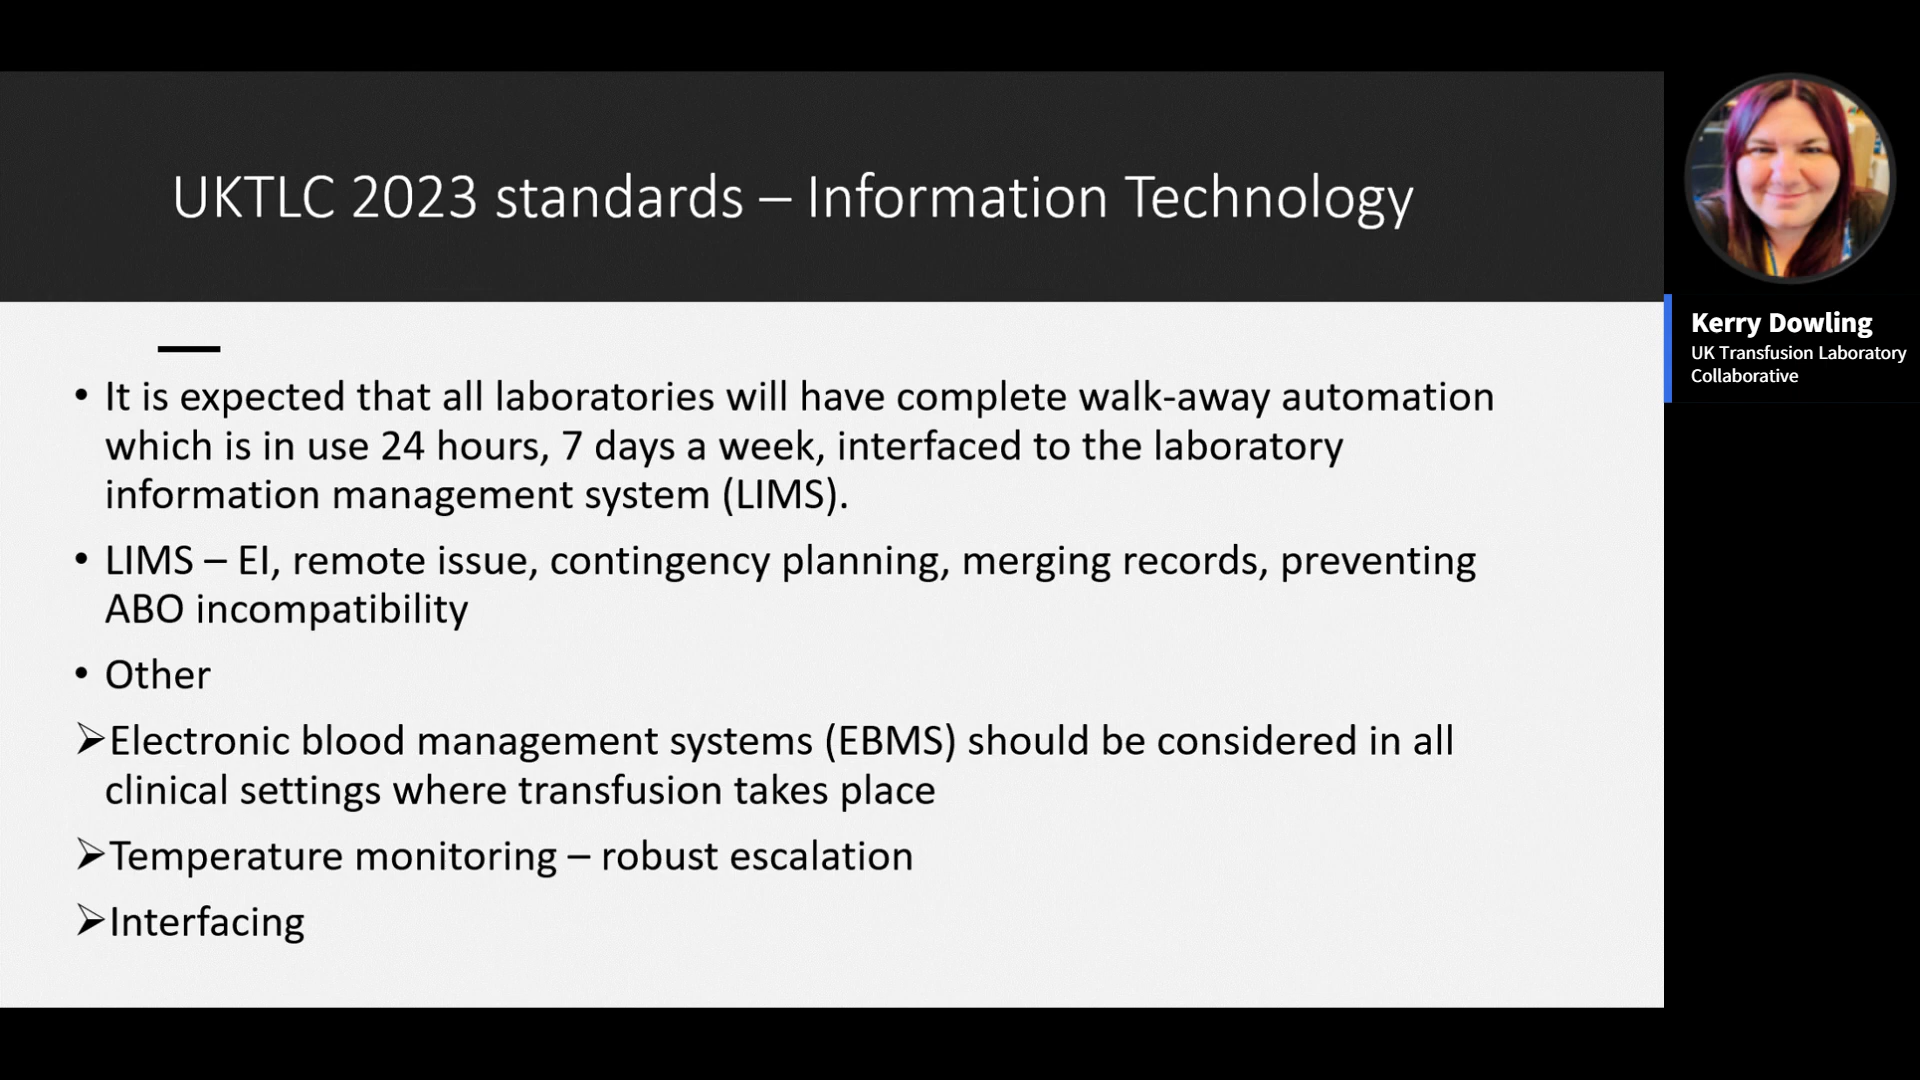 UKTLC 2023 standards – Information Technology
• It is expected that all laboratories will have complete walk-away automation
which is in use 24 hours, 7 days a week, interfaced to the laboratory
information management system (LIMS).
• LIMS – EI, remote issue, contingency planning, merging records, preventing
ABO incompatibility
• Other
➢Electronic blood management systems (EBMS) should be considered in all
clinical settings where transfusion takes place
➢Temperature monitoring – robust escalation
➢Interfacing
Kerry Dowling
UK Transfusion Laboratory
Collaborative